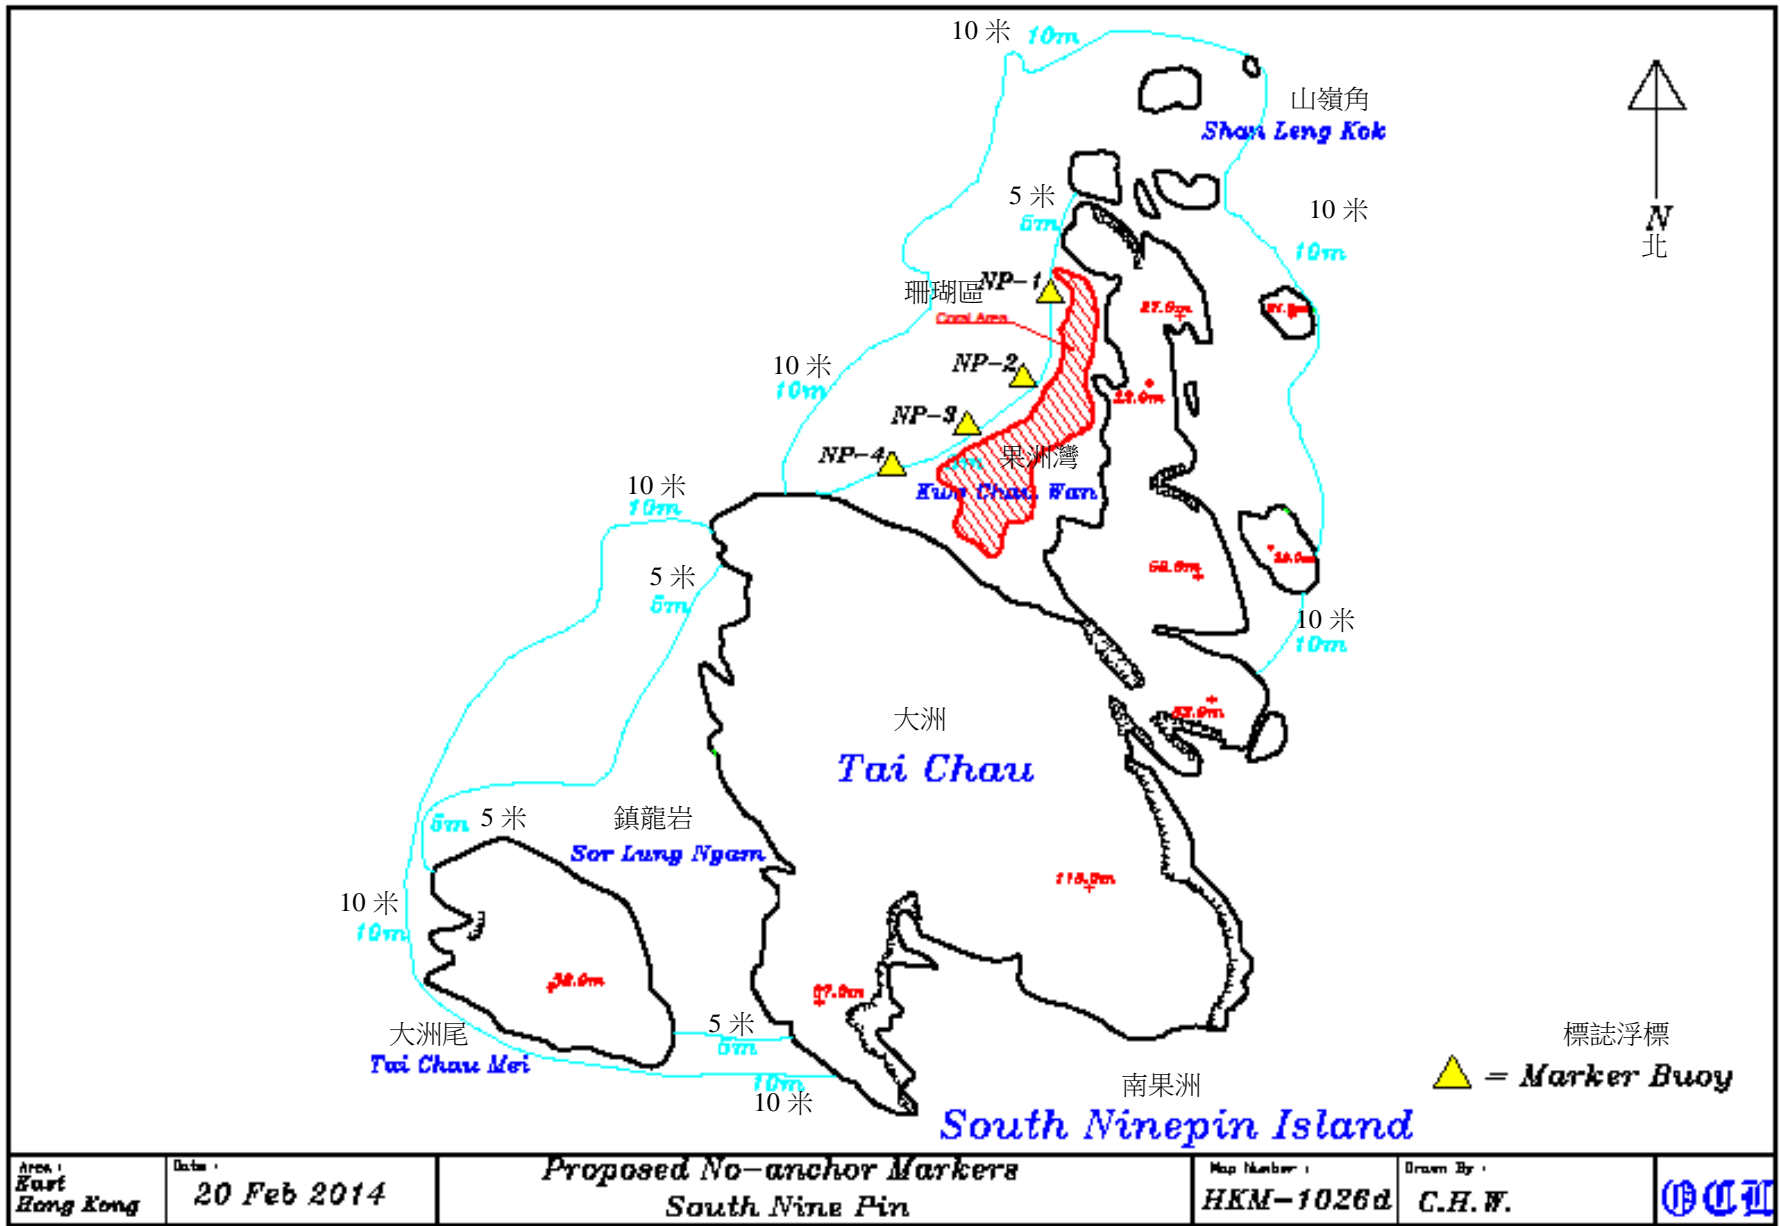 10 米 10m
山嶺角
Shan Leng Kok
5 米
5m
10 米
10m
N
北
珊瑚區
NP-1
Coral Area
27.0m
10 米
10m
NP-2
NP-3
NP-4
果洲灣
Kwo Chau Wan
10 米
10m
5 米
5m
10 米
10m
大洲
Tai Chau
5m 5 米
鎮龍岩
Sor Lung Ngam
10 米
10m
5 米
5m
大洲尾
Tai Chau Mei
10m
10 米
標誌浮標
= Marker Buoy
南果洲
South Ninepin Island
Area :
East
Hong Kong
Date :
20 Feb 2014
Proposed No-anchor Markers
South Nine Pin
Map Number :
HKM-1026d
Drawn By :
C.H.W.
OCL